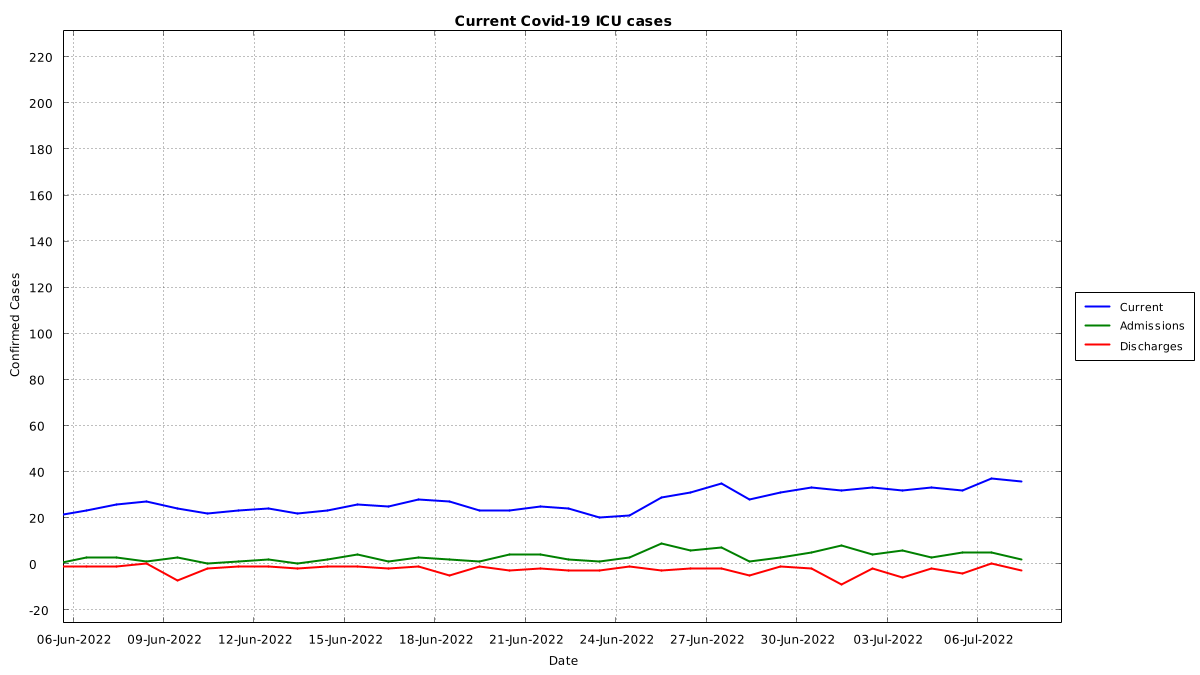 Current Covid-19 ICU cases
220
200
180
160
140
120
100
80
60
40
20
0
-20
Confirmed Cases
06-Jun-2022 09-Jun-2022 12-Jun-2022 15-Jun-2022 18-Jun-2022 21-Jun-2022 24-Jun-2022 27-Jun-2022 30-Jun-2022 03-Jul-2022 06-Jul-2022
Date
Current
Admissions
Discharges